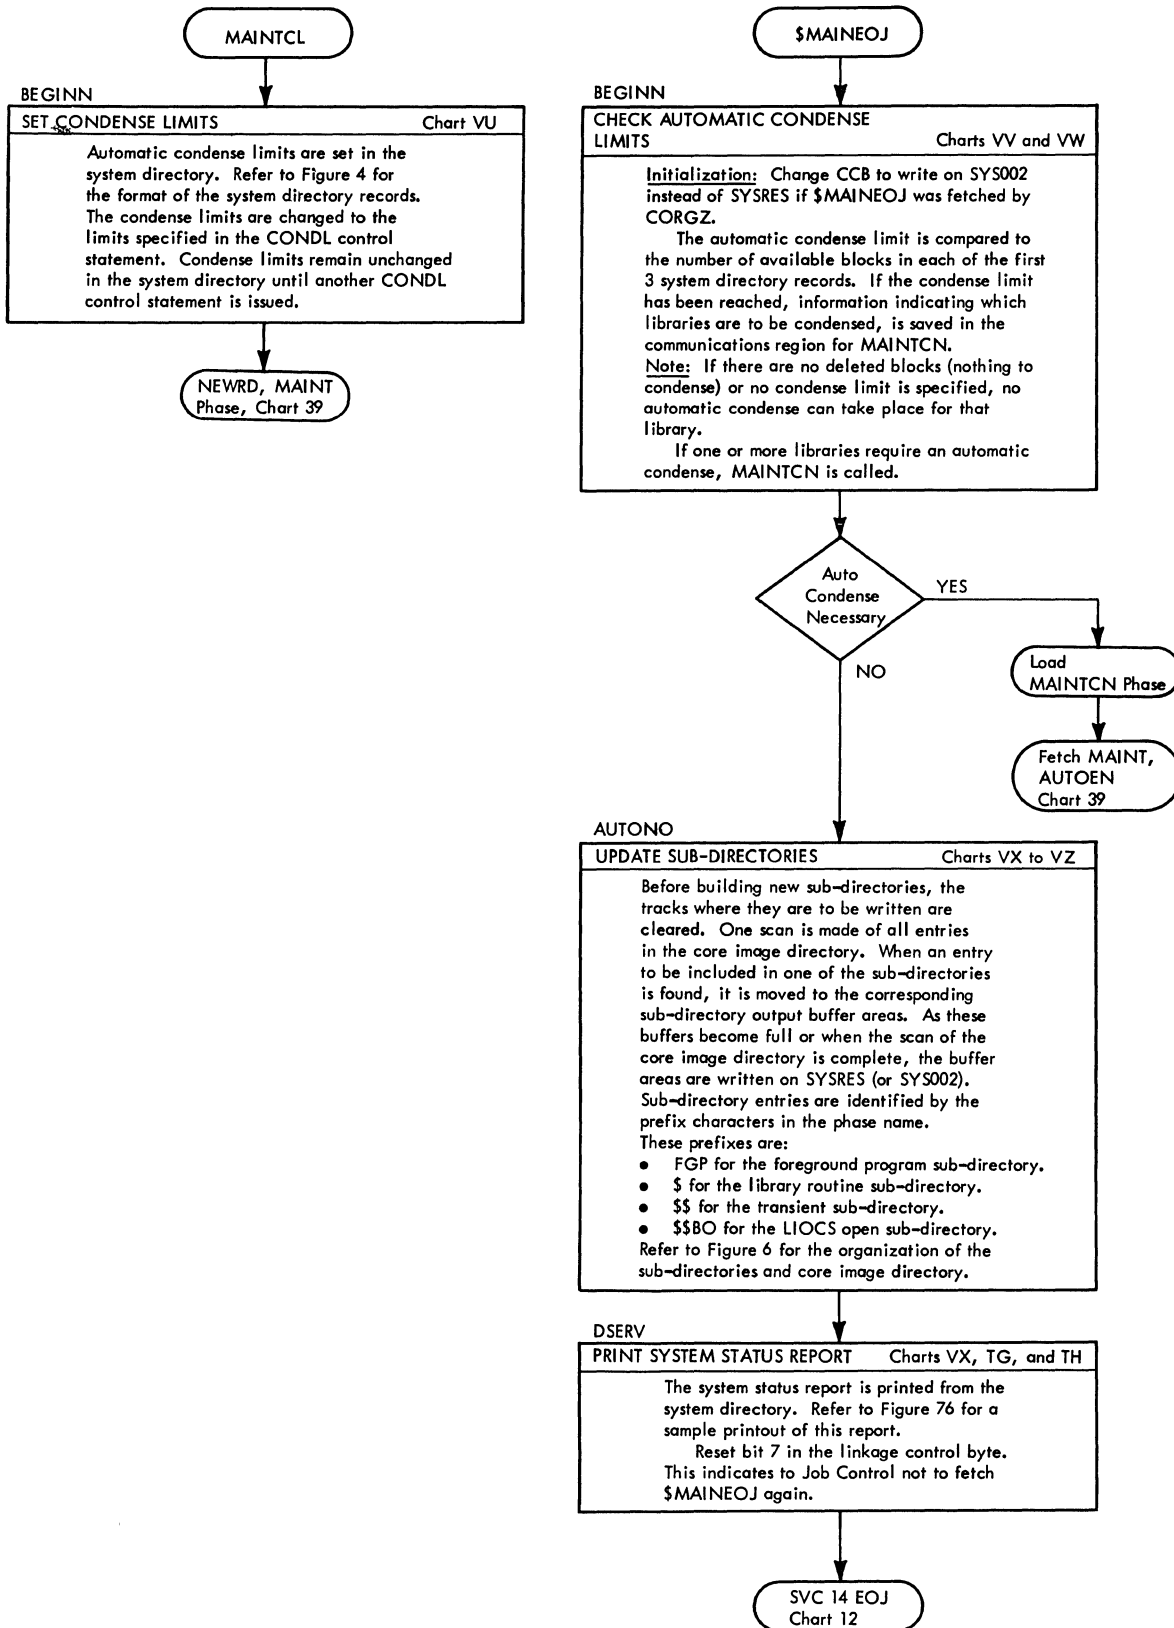 MAINTCL
BEGINN
SET CONDENSE LIMITS Chart VU
Automatic condense limits are set in the
system directory. Refer to Figure 4 for
the format of the system directory records.
The condense limits are changed to the
limits specified in the CONDL control
statement. Condense limits remain unchanged
in the system directory until another CONDL
control statement is issued.
NEWRD, MAINT
Phase, Chart 39
$MAINEOJ
BEGINN
CHECK AUTOMATIC CONDENSE
LIMITS Charts VV and VW
Initialization: Change CCB to write on SYS002
instead of SYSRES if $MAINEOJ was fetched by
CORGZ.
The automatic condense limit is compared to
the number of available blocks in each of the first
3 system directory records. If the condense limit
has been reached, information indicating which
libraries are to be condensed, is saved in the
communications region for MAINTCN.
Note: If there are no deleted blocks (nothing to
condense) or no condense limit is specified, no
automatic condense can take place for that
library.
If one or more libraries require an automatic
condense, MAINTCN is called.
Auto
Condense
Necessary
YES
NO
Load
MAINTCN Phase
Fetch MAINT,
AUTOEN
Chart 39
AUTONO
UPDATE SUB-DIRECTORIES Charts VX to VZ
Before building new sub-directories, the
tracks where they are to be written are
cleared. One scan is made of all entries
in the core image directory. When an entry
to be included in one of the sub-directories
is found, it is moved to the corresponding
sub-directory output buffer areas. As these
buffers become full or when the scan of the
core image directory is complete, the buffer
areas are written on SYSRES (or SYS002).
Sub-directory entries are identified by the
prefix characters in the phase name.
These prefixes are:
● FGP for the foreground program sub-directory.
● $ for the library routine sub-directory.
● $$ for the transient sub-directory.
● $$BO for the LIOCS open sub-directory.
Refer to Figure 6 for the organization of the
sub-directories and core image directory.
DSERV
PRINT SYSTEM STATUS REPORT Charts VX, TG, and TH
The system status report is printed from the
system directory. Refer to Figure 76 for a
sample printout of this report.
Reset bit 7 in the linkage control byte.
This indicates to Job Control not to fetch
$MAINEOJ again.
SVC 14 EOJ
Chart 12